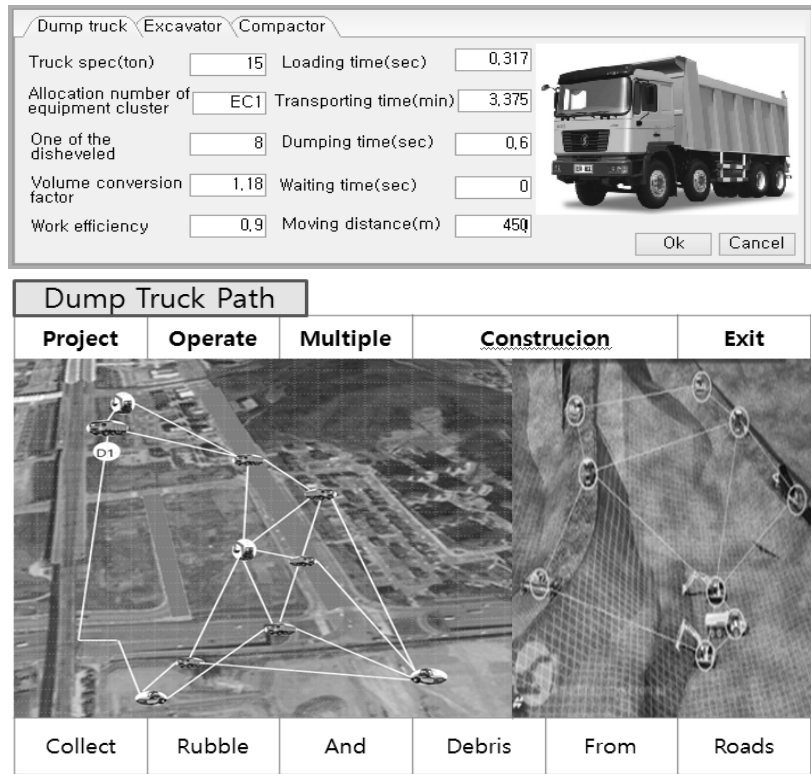 Dump truck Excavator Compactor
Truck spec(ton) 15 Loading time(sec) 0,317
Allocation number of
equipment cluster EC1 Transporting time(min) 3,375
One of the
disheveled 8 Dumping time(sec) 0,6
Volume conversion
factor 1,18 Waiting time(sec) 0
Work efficiency 0,9 Moving distance(m) 450
Ok Cancel
Dump Truck Path
Project Operate Multiple Construcion Exit
D1
Collect Rubble And Debris From Roads